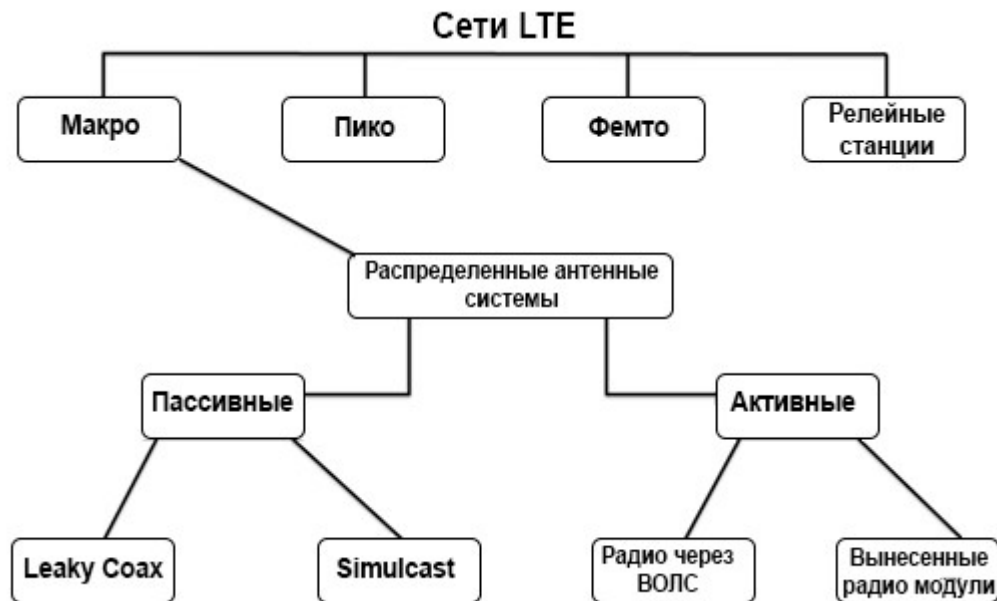 Сети LTE
Макро
Пико
Фемто
Релейные
станции
Распределенные антенные
системы
Пассивные
Активные
Leaky Coax
Simulcast
Радио через
ВОЛС
Вынесенные
радио модули